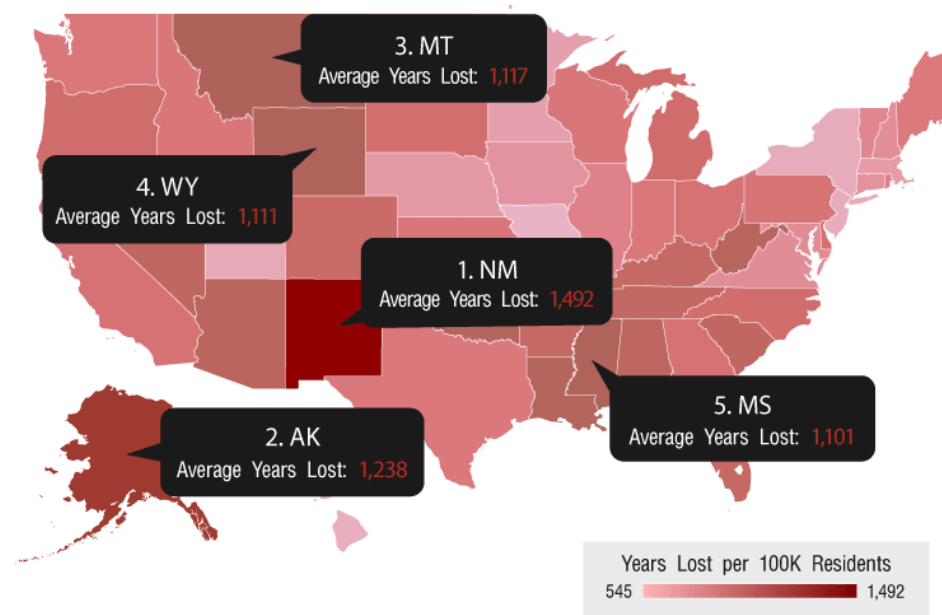 3. MT
Average Years Lost: 1,117
4. WY
Average Years Lost: 1,111
1. NM
Average Years Lost: 1,492
5. MS
Average Years Lost: 1,101
2. AK
Average Years Lost: 1,238
Years Lost per 100K Residents
545 1,492